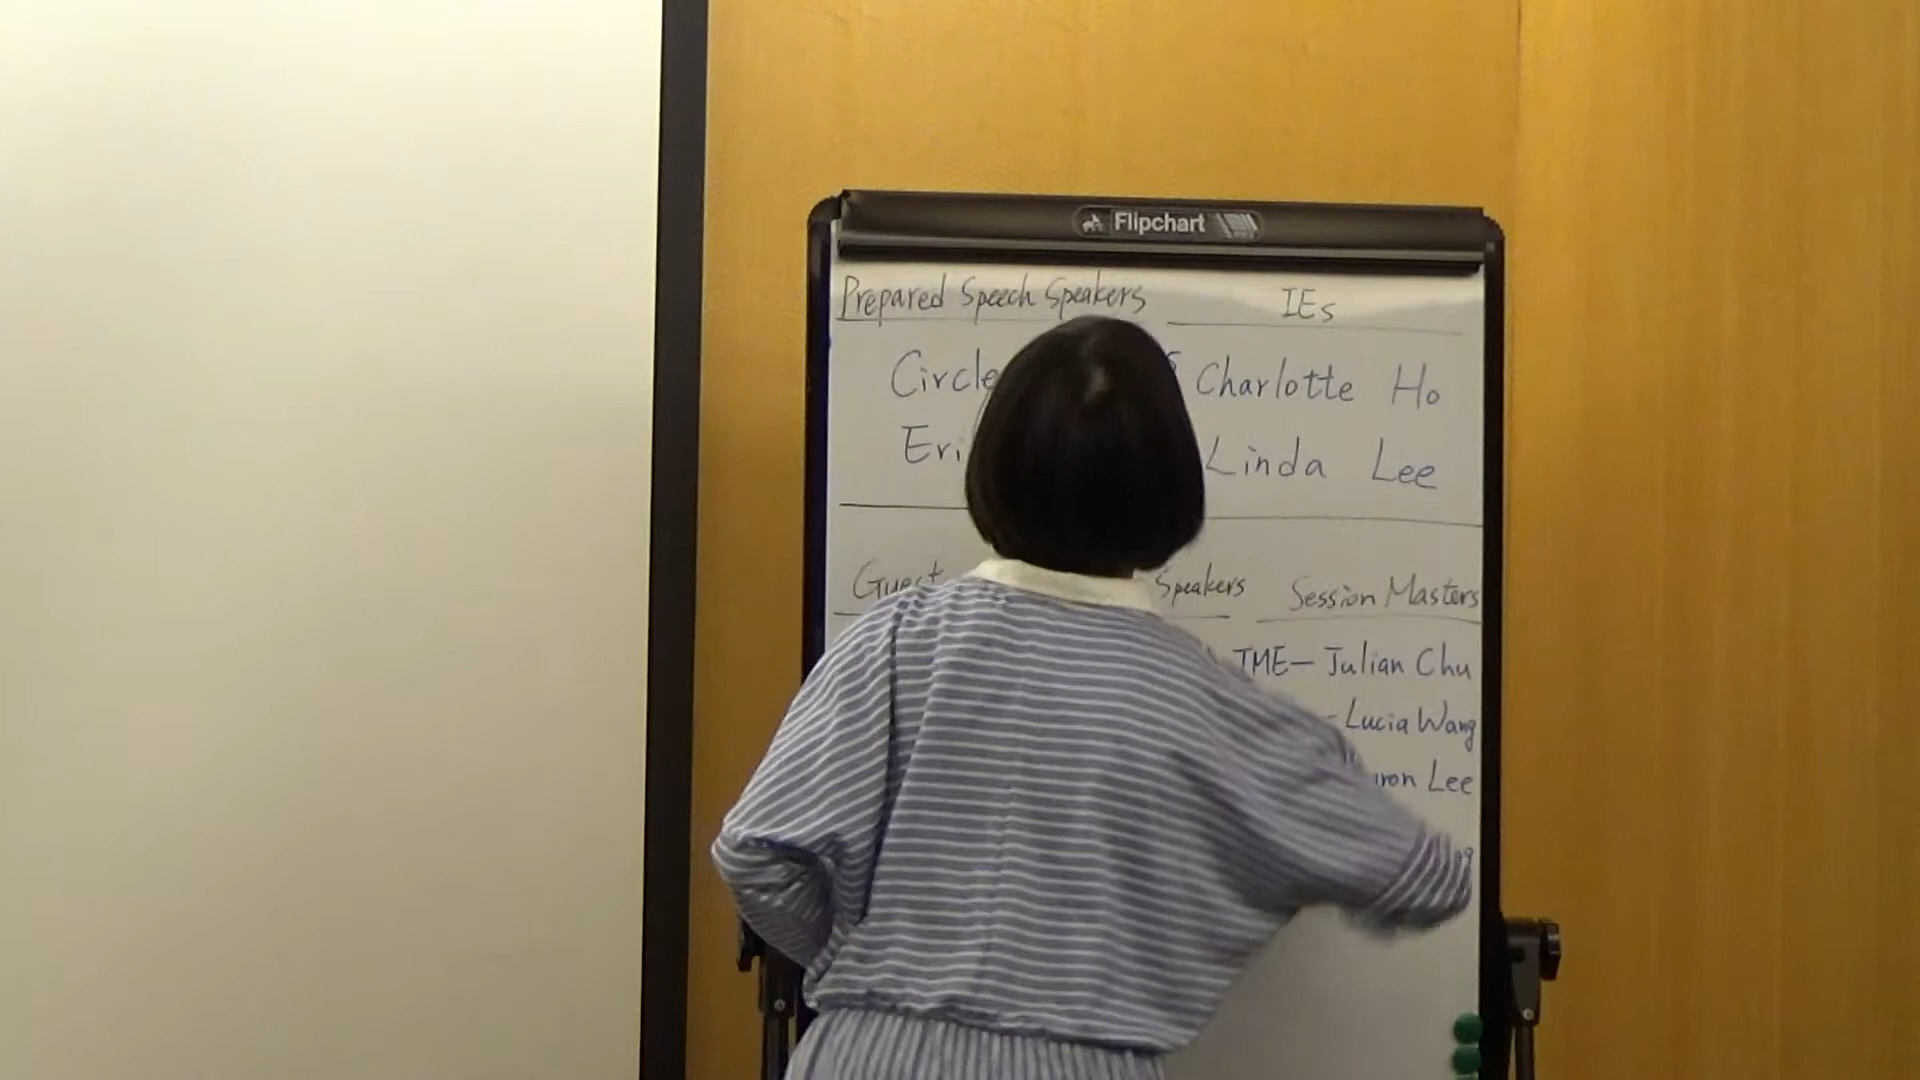 Flipchart
Prepared Speech Speakers IEs
Circle Charlotte Ho
Eri Linda Lee
Guest Speakers Session Masters
TME- Julian Chu
- Lucia Wang
Lee